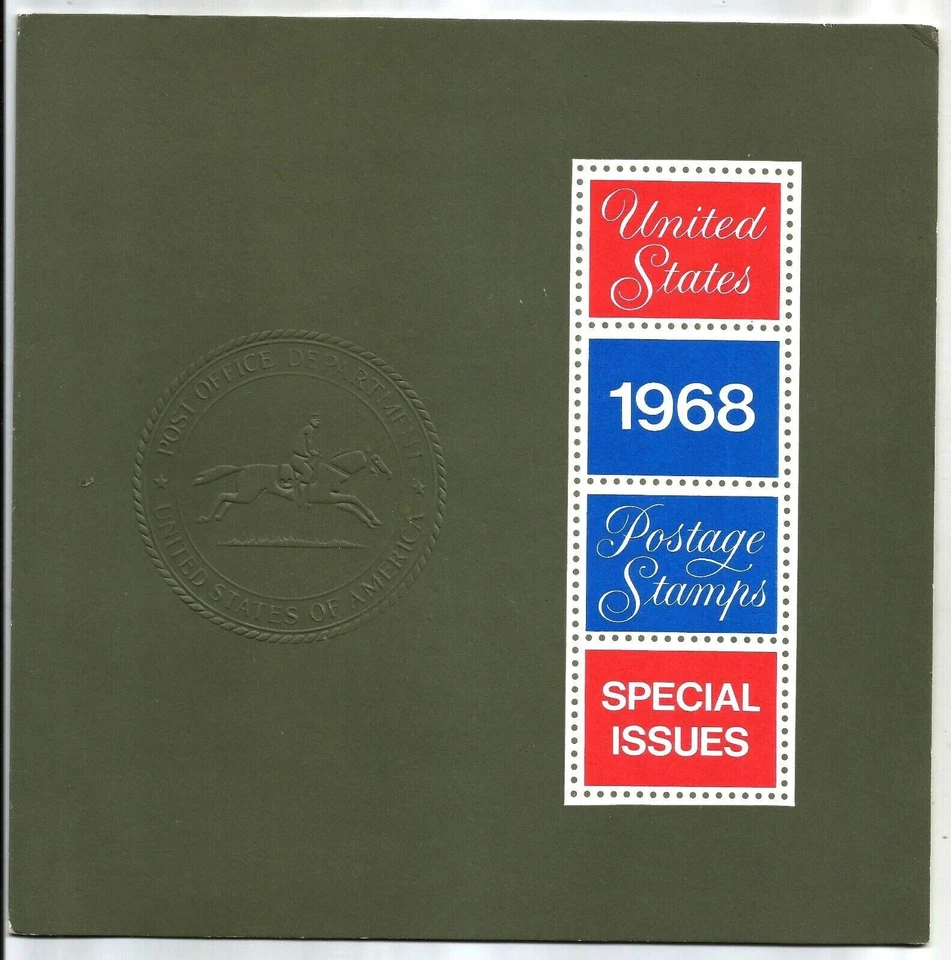 POST OFFICE DEPARTMENT
UNITED STATES OF AMERICA
United
States
1968
Postage
Stamps
SPECIAL
ISSUES